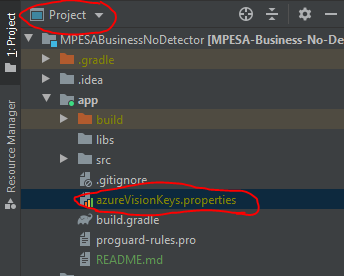 Project
1: Project
Resource Manager
MPESABusinessNoDetector [MPESA-Business-No-De
.gradle
.idea
app
build
libs
src
.gitignore
azureVisionKeys.properties
build.gradle
proguard-rules.pro
README.md